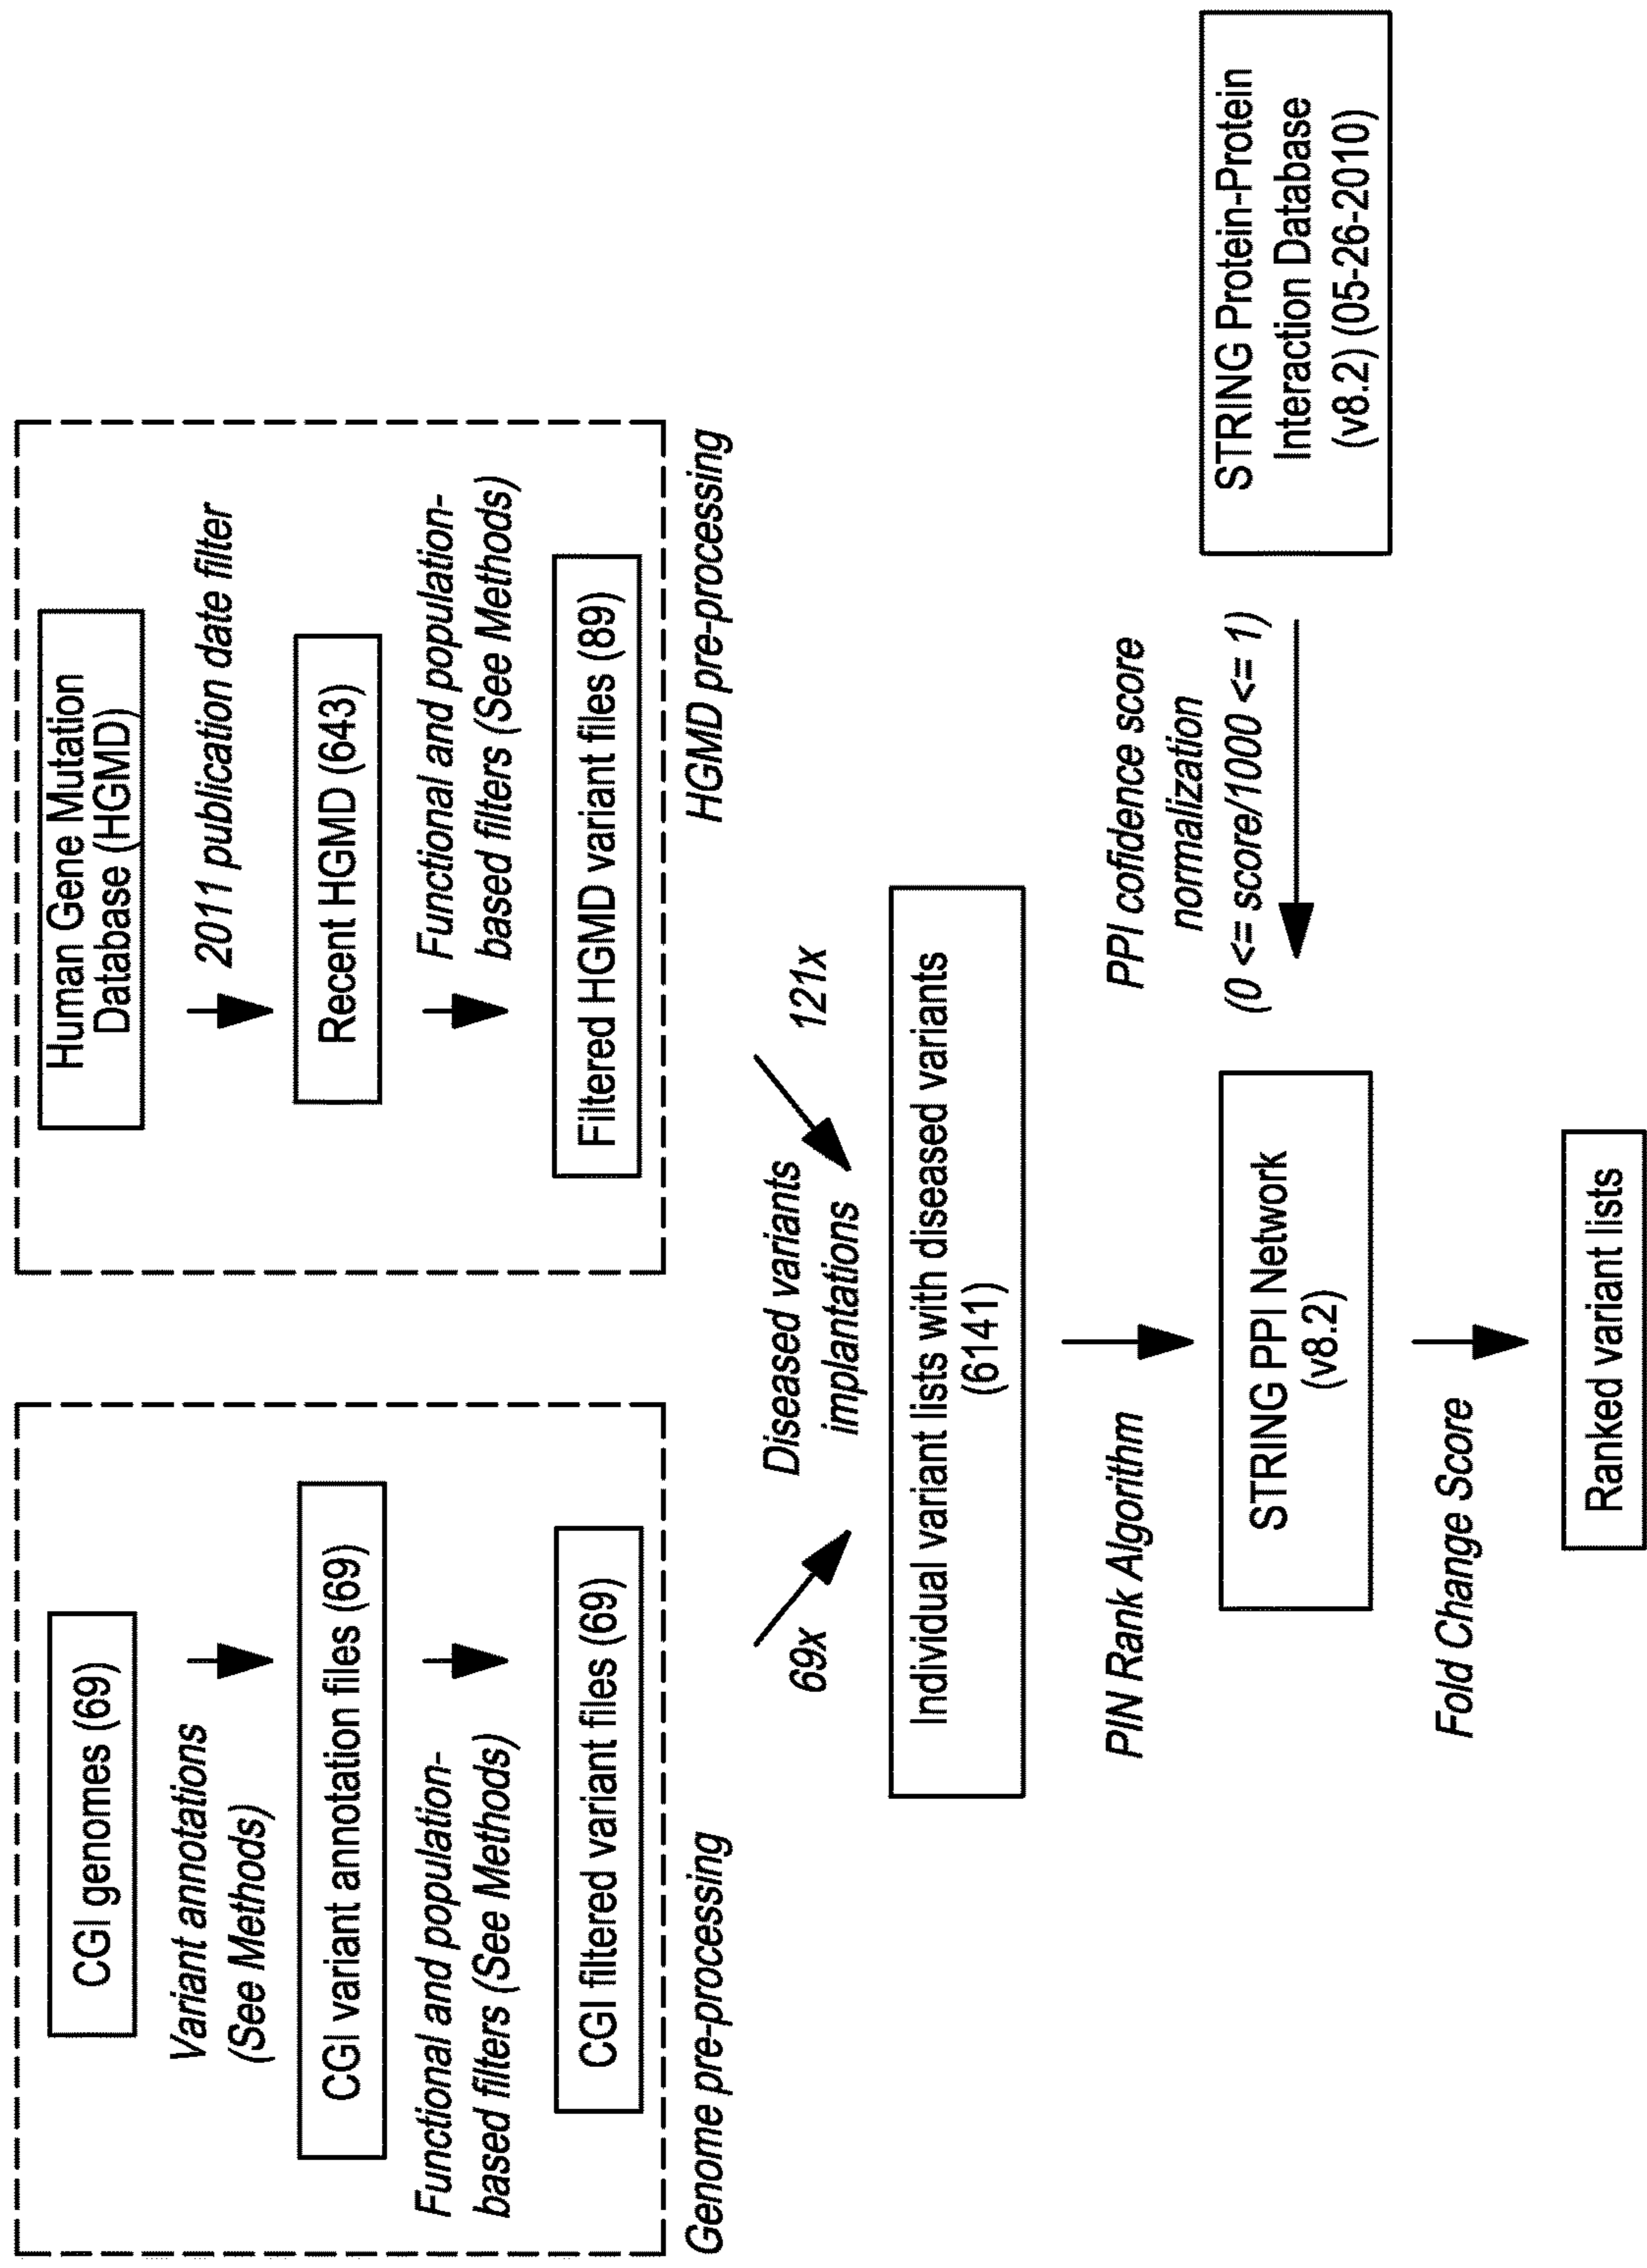 CGI genomes (69)
Variant annotations
(See Methods)
CGI variant annotation files (69)
Functional and population-
based filters (See Methods)
CGI filtered variant files (69)
Genome pre-processing
Human Gene Mutation
Database (HGMD)
2011 publication date filter
Recent HGMD (643)
Functional and population-
based filters (See Methods)
Filtered HGMD variant files (89)
HGMD pre-processing
69x
Diseased variants
implantations
121x
Individual variant lists with diseased variants
(6141)
PIN Rank Algorithm
PPI cofidence score
normalization
(0 <= score/1000 <= 1)
STRING PPI Network
(v8.2)
STRING Protein-Protein
Interaction Database
(v8.2) (05-26-2010)
Fold Change Score
Ranked variant lists